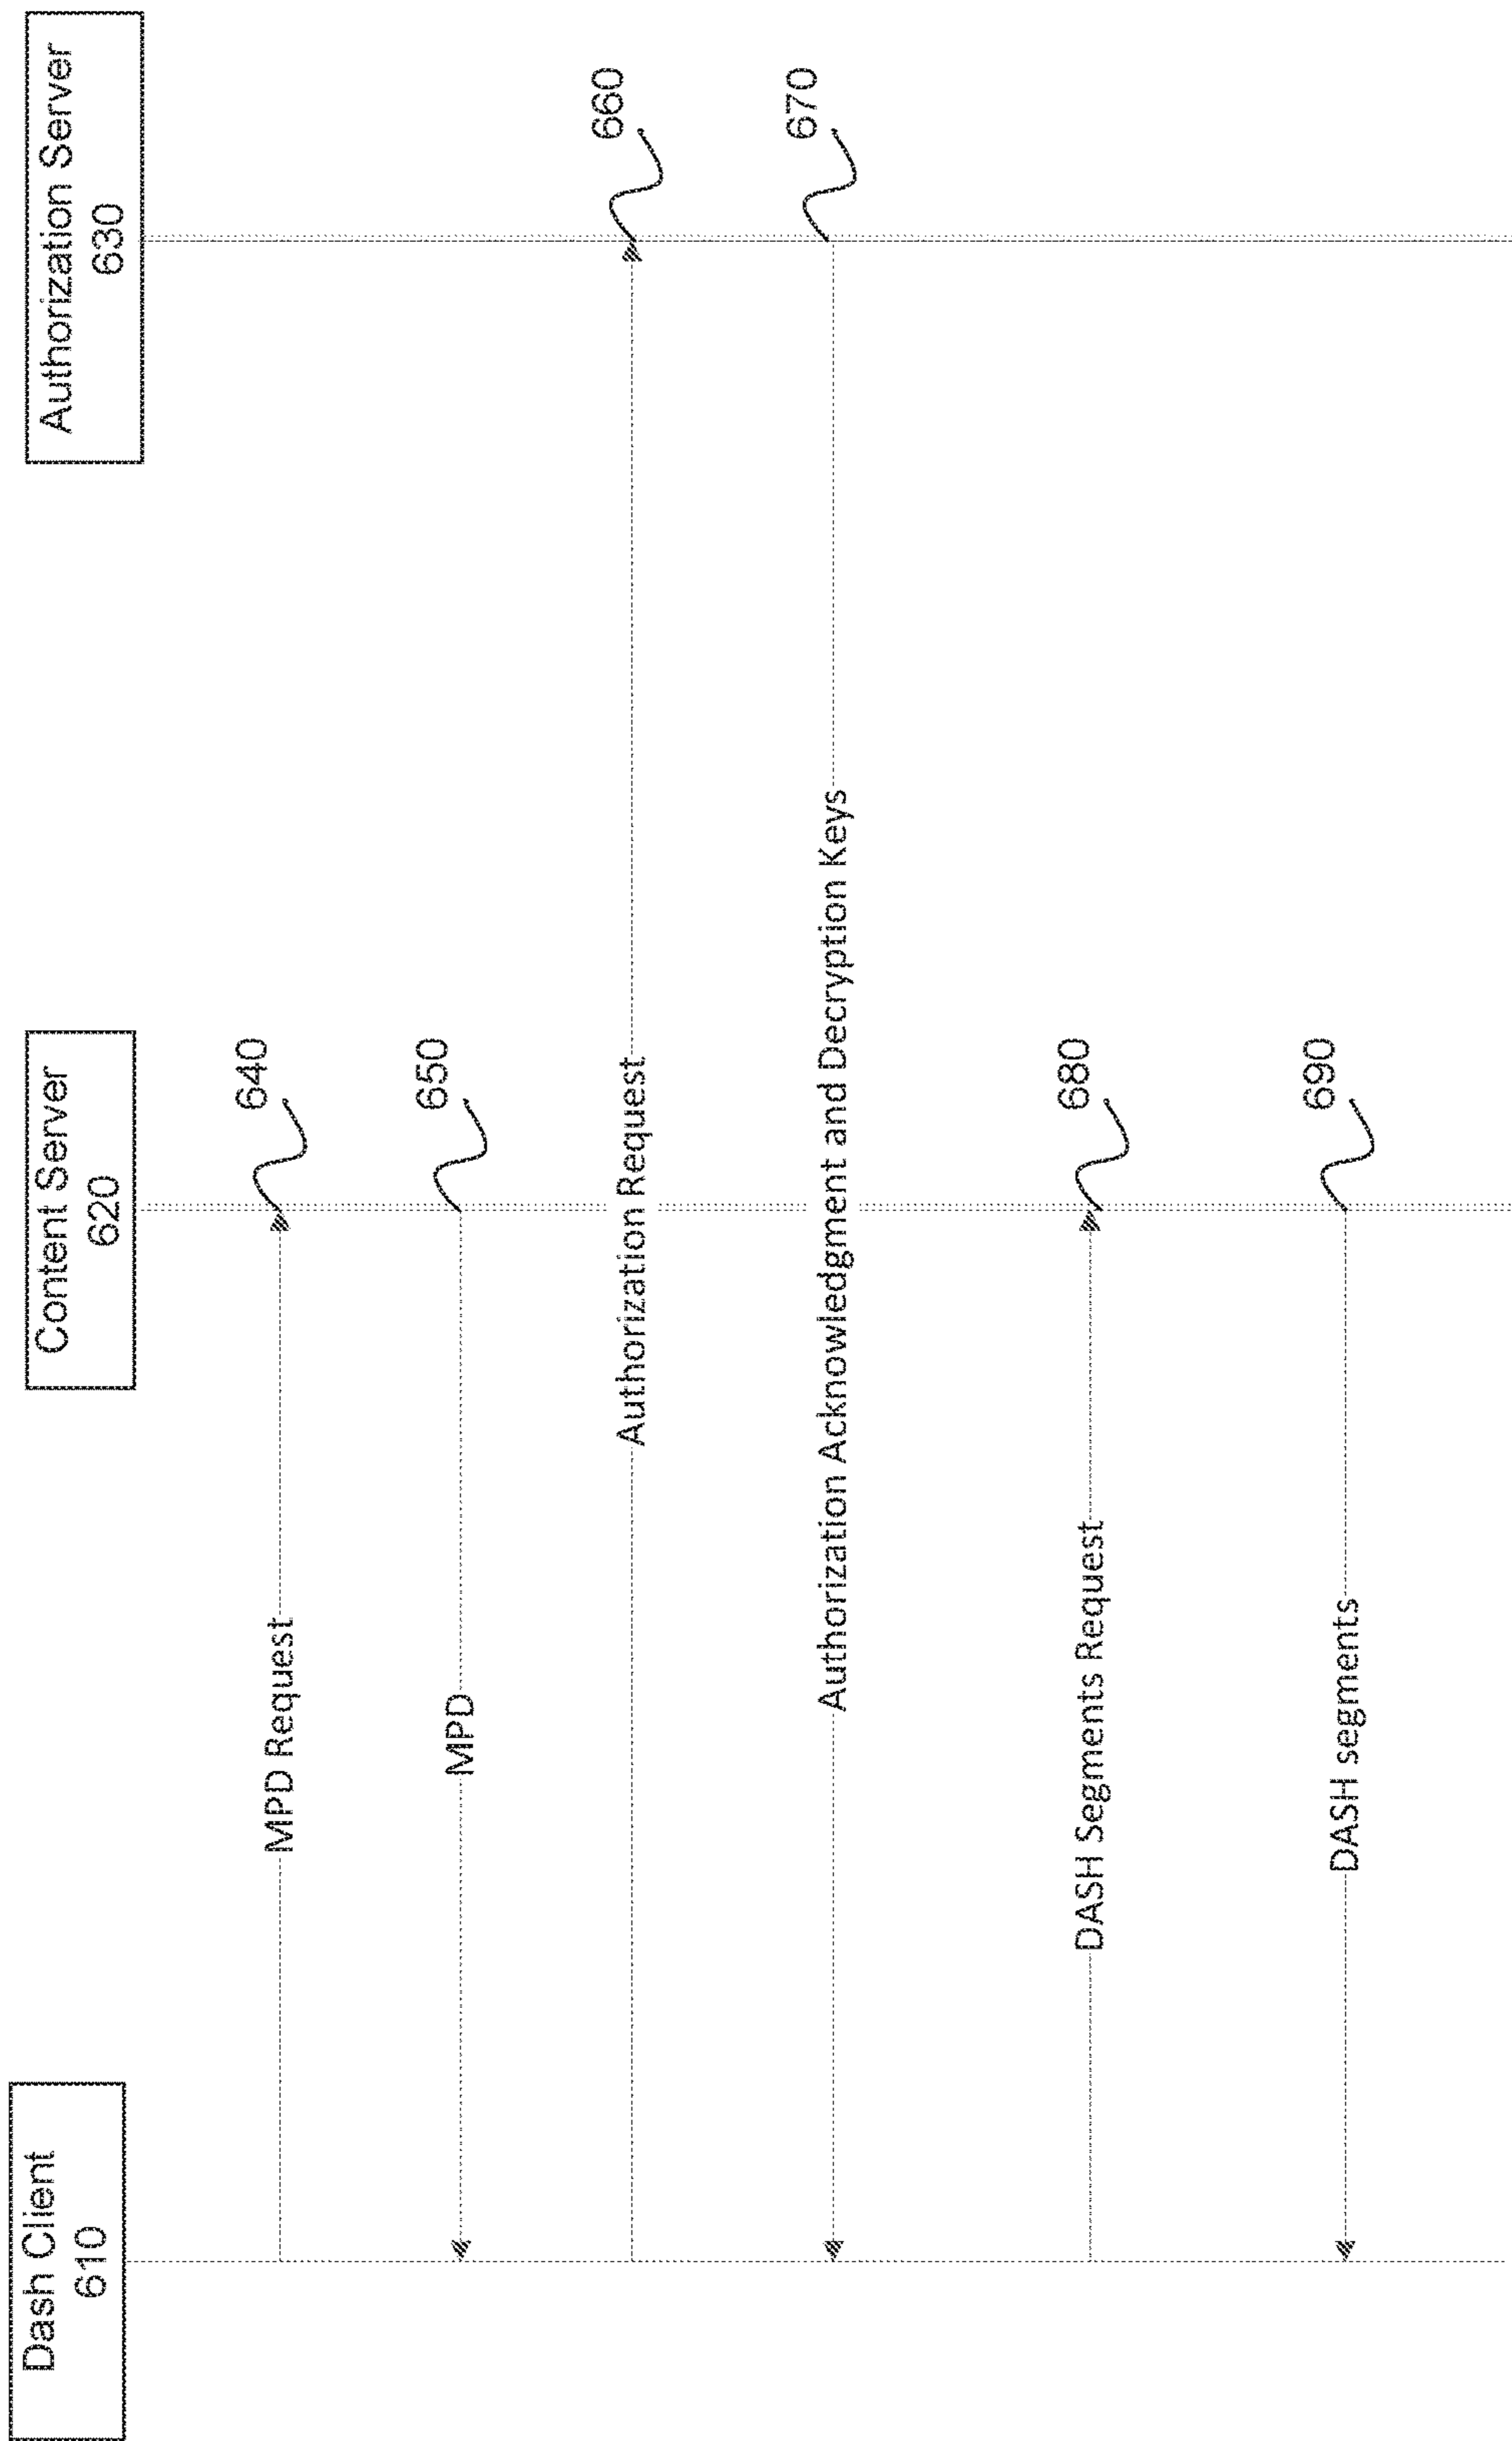 Dash Client
610
Content Server
620
Authorization Server
630
MPD Request
640
MPD
650
Authorization Request
660
Authorization Acknowledgment and Decryption Keys
670
DASH Segments Request
680
DASH segments
690